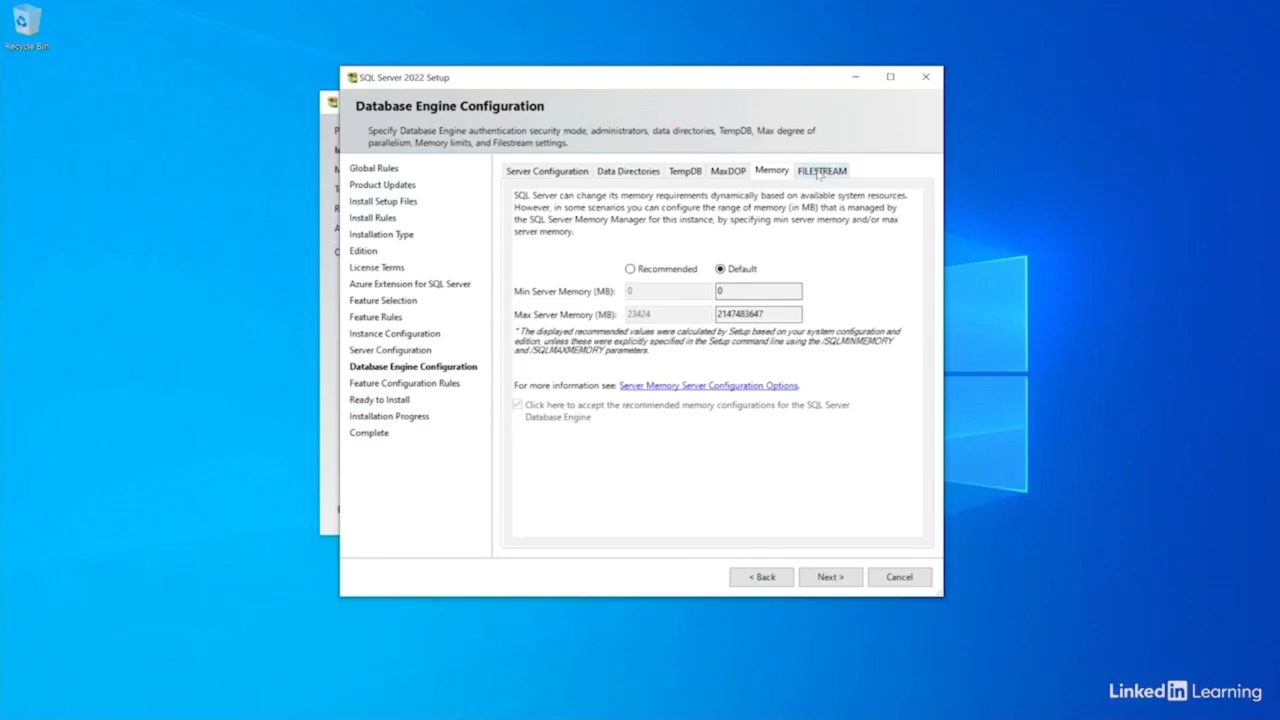 Recycle Bin
SQL Server 2022 Setup
Database Engine Configuration
Specify Database Engine authentication security mode, administrators, data directories, TempDB, Max degree of
parallelism, Memory limits, and Filestream settings.
Global Rules
Product Updates
Install Setup Files
Install Rules
Installation Type
Edition
License Terms
Azure Extension for SQL Server
Feature Selection
Feature Rules
Instance Configuration
Server Configuration
Database Engine Configuration
Feature Configuration Rules
Ready to Install
Installation Progress
Complete
Server Configuration Data Directories TempDB MaxDOP Memory FILESTREAM
SQL Server can change its memory requirements dynamically based on available system resources.
However, in some scenarios you can configure the range of memory (in MB) that is managed by
the SQL Server Memory Manager for this instance, by specifying min server memory and/or max
server memory.
Recommended Default
Min Server Memory (MB): 0 0
Max Server Memory (MB): 23424 2147483647
* The displayed recommended values were calculated by Setup based on your system configuration and
edition, unless these were explicitly specified in the Setup command line using the /SQLMINMEMORY
and /SQLMAXMEMORY parameters.
For more information see: Server Memory Server Configuration Options.
Click here to accept the recommended memory configurations for the SQL Server
Database Engine
< Back Next > Cancel
LinkedIn Learning